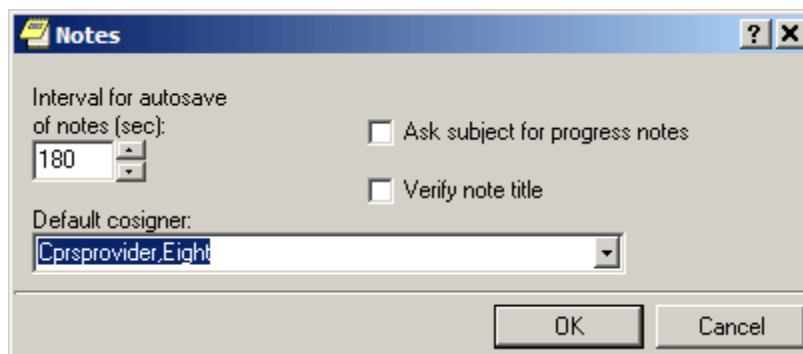 Notes
Interval for autosave
of notes (sec):
180
Ask subject for progress notes
Verify note title
Default cosigner:
Cprsprovider,Eight
OK
Cancel